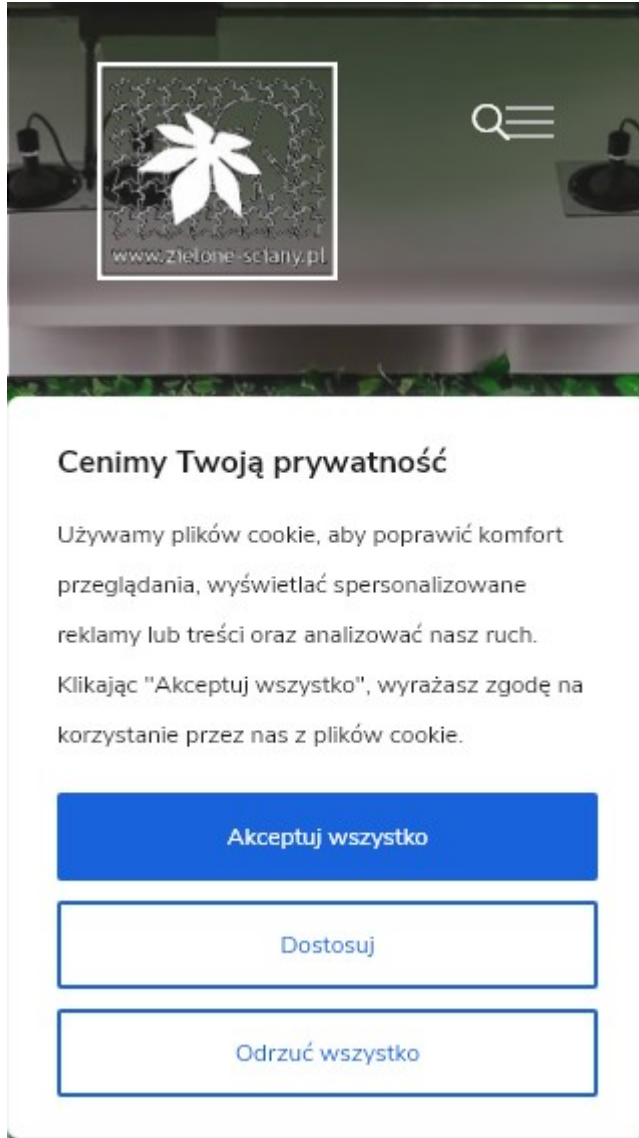 www.zielone-sciany.pl
Cenimy Twoją prywatność
Używamy plików cookie, aby poprawić komfort
przeglądania, wyświetlać spersonalizowane
reklamy lub treści oraz analizować nasz ruch.
Klikając "Akceptuj wszystko", wyrażasz zgodę na
korzystanie przez nas z plików cookie.
Akceptuj wszystko
Dostosuj
Odrzuć wszystko